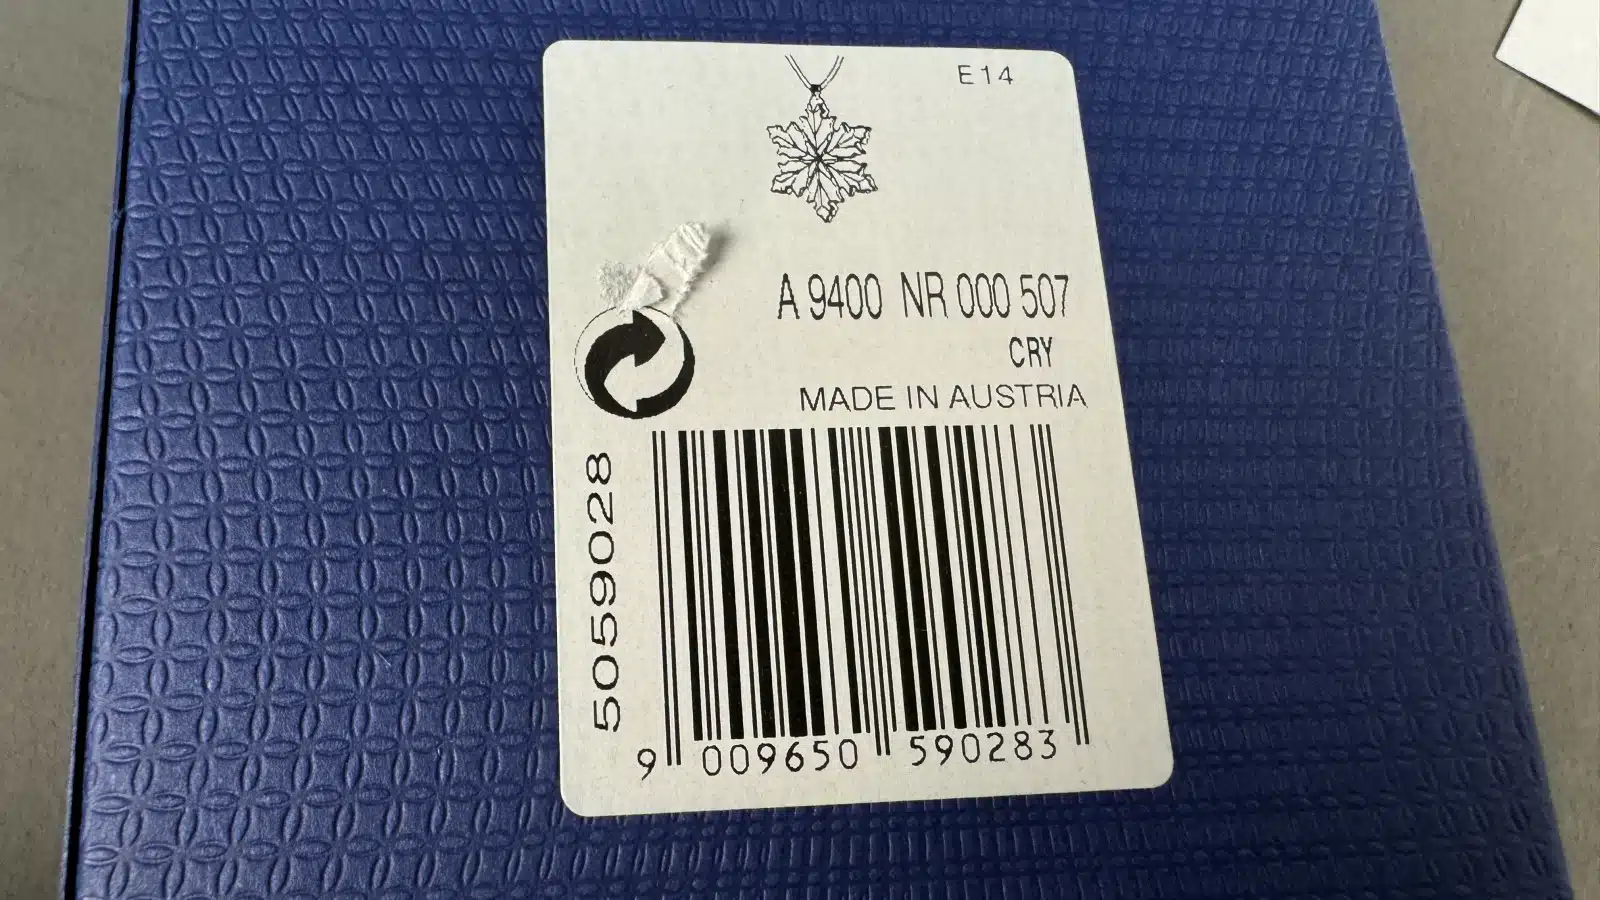 E14
A 9400 NR 000 507
CRY
MADE IN AUSTRIA
5059028
9 009650 590283